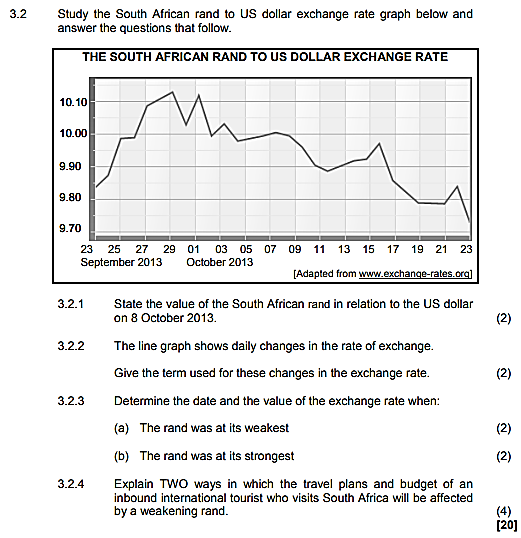 3.2 Study the South African rand to US dollar exchange rate graph below and
answer the questions that follow.
THE SOUTH AFRICAN RAND TO US DOLLAR EXCHANGE RATE
10.10
10.00
9.90
9.80
9.70
23 25 27 29 01 03 05 07 09 11 13 15 17 19 21 23
September 2013 October 2013
[Adapted from www.exchange-rates.org]
3.2.1 State the value of the South African rand in relation to the US dollar
on 8 October 2013. (2)
3.2.2 The line graph shows daily changes in the rate of exchange.
Give the term used for these changes in the exchange rate. (2)
3.2.3 Determine the date and the value of the exchange rate when:
(a) The rand was at its weakest (2)
(b) The rand was at its strongest (2)
3.2.4 Explain TWO ways in which the travel plans and budget of an
inbound international tourist who visits South Africa will be affected
by a weakening rand. (4)
[20]